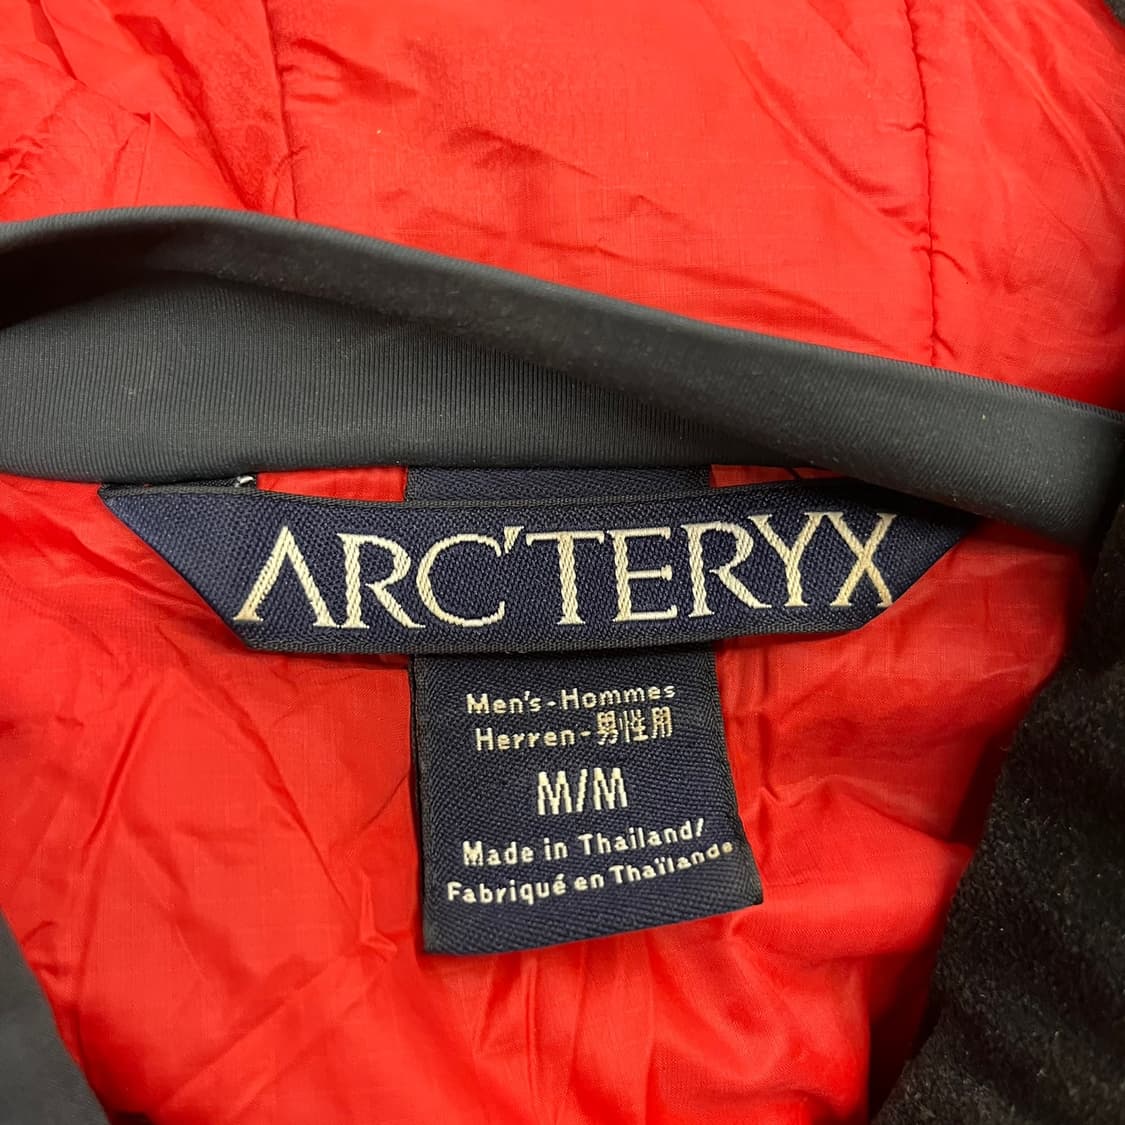 ARC'TERYX
Men's-Hommes
Herren-男性用
M/M
Made in Thailand/
Fabriqué en Thaïlande